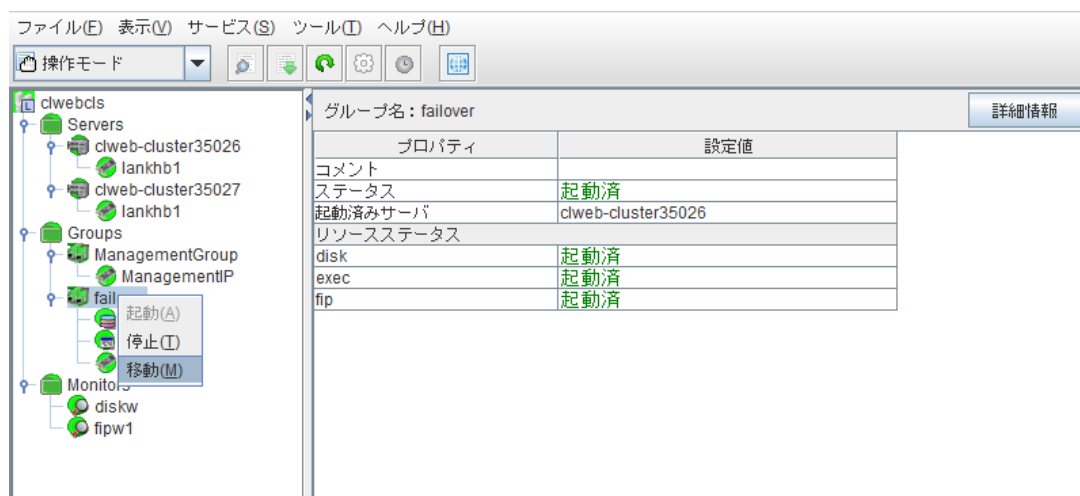 ファイル(F) 表示(V) サービス(S) ツール(T) ヘルプ(H)
操作モード
clwebcls
Servers
clweb-cluster35026
lankhb1
clweb-cluster35027
lankhb1
Groups
ManagementGroup
ManagementIP
fail
起動(A)
停止(T)
移動(M)
Monitors
diskw
fipw1
グループ名 : failover
詳細情報
プロパティ 設定値
コメント
ステータス 起動済
起動済みサーバ clweb-cluster35026
リソースステータス
disk 起動済
exec 起動済
fip 起動済